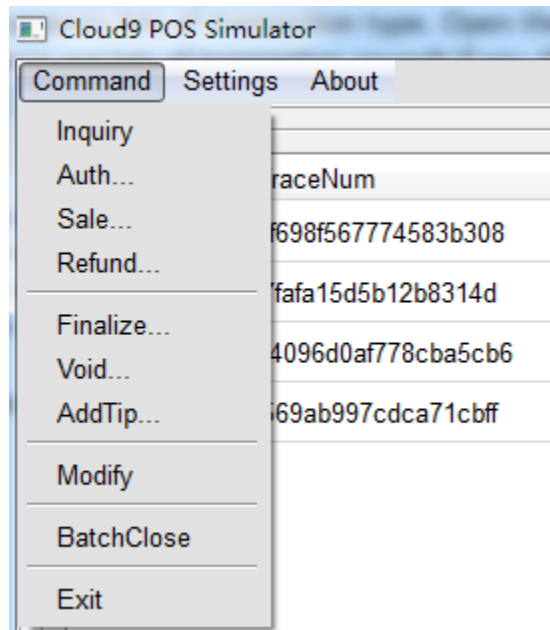 Cloud9 POS Simulator
Command Settings About
Inquiry
Auth...
raceNum
Sale...
f698f567774583b308
Refund...
fafa15d5b12b8314d
Finalize...
4096d0af778cba5cb6
Void...
AddTip...
569ab997cdca71cbff
Modify
BatchClose
Exit